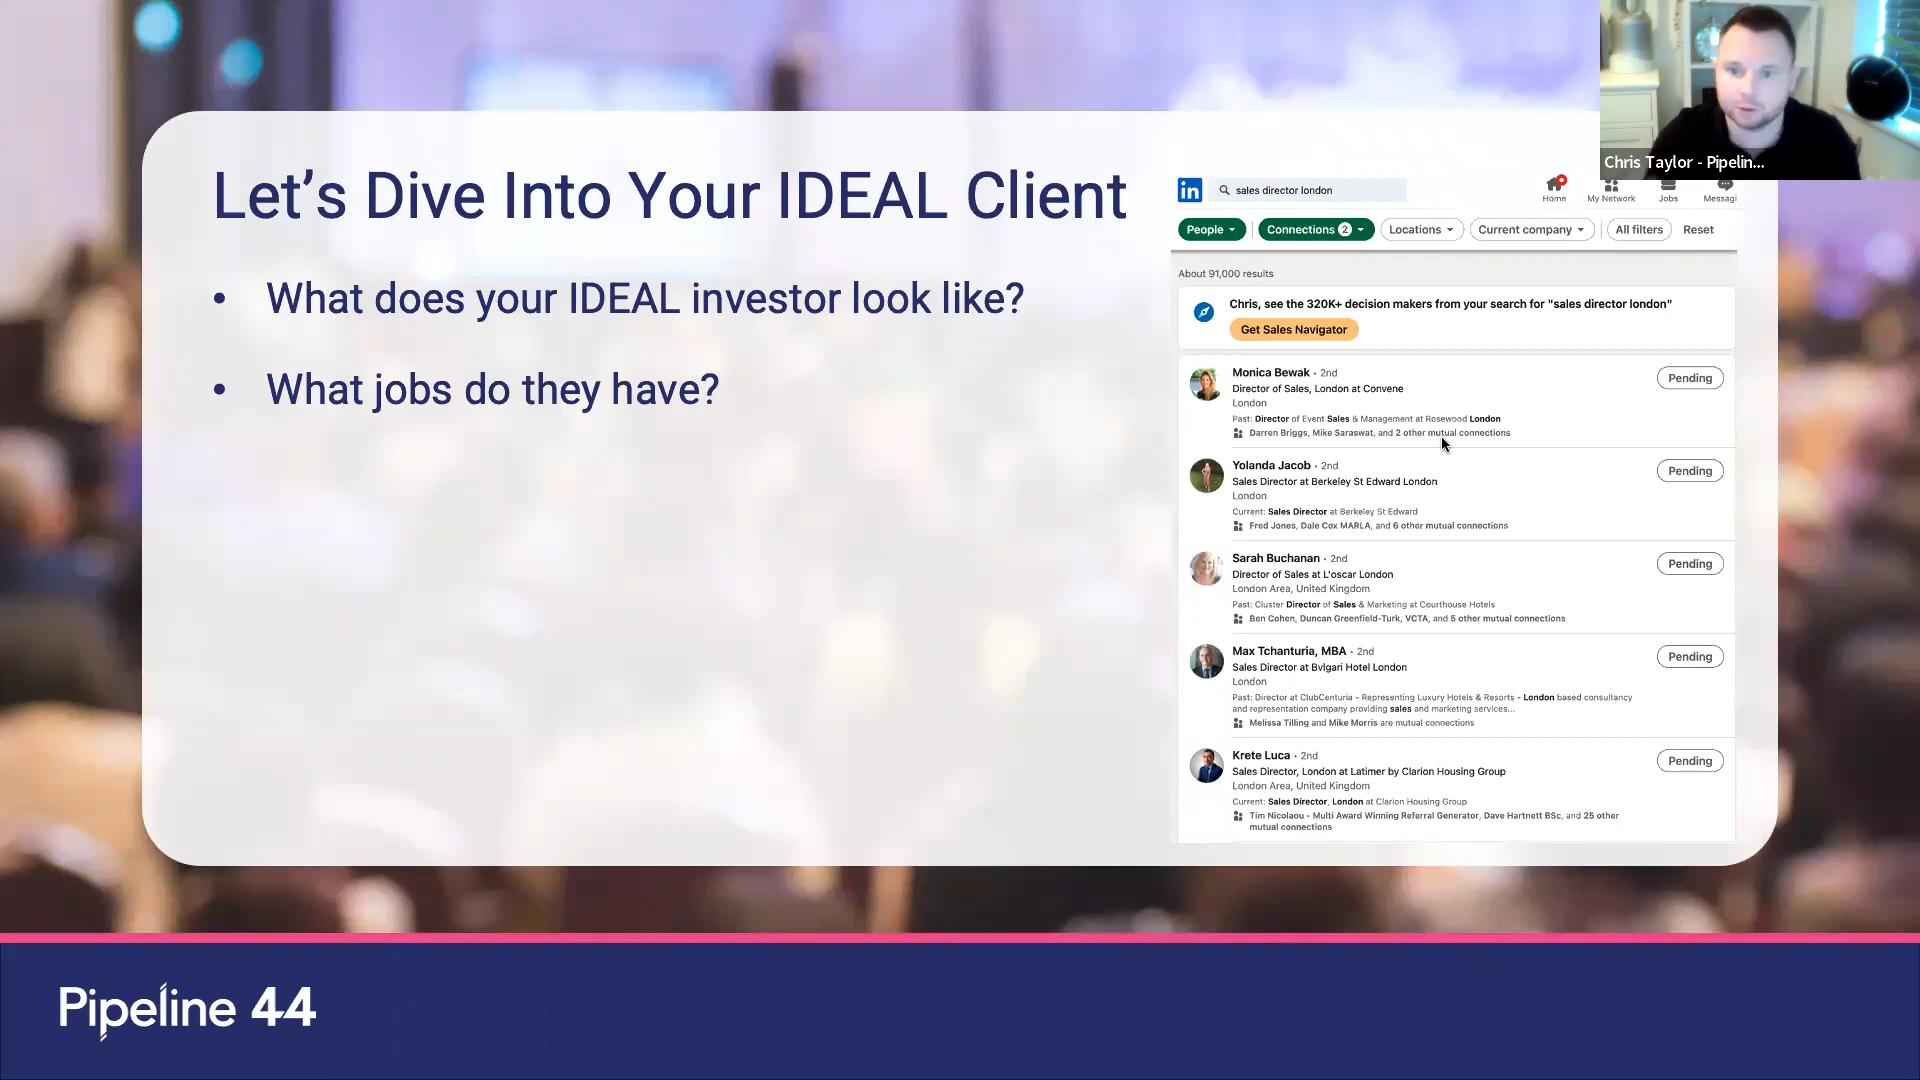 Let's Dive Into Your IDEAL Client
• What does your IDEAL investor look like?
• What jobs do they have?
Chris Taylor - Pipelin...
in
sales director london
Home
My Network
Jobs
Messagi
People
Connections 2
Locations
Current company
All filters
Reset
About 91,000 results
Chris, see the 320K+ decision makers from your search for "sales director london"
Get Sales Navigator
Monica Bewak • 2nd
Pending
Director of Sales, London at Convene
London
Past: Director of Event Sales & Management at Rosewood London
Darren Briggs, Mike Saraswat, and 2 other mutual connections
Yolanda Jacob • 2nd
Pending
Sales Director at Berkeley St Edward London
London
Current: Sales Director at Berkeley St Edward
Fred Jones, Dale Cox MARLA, and 6 other mutual connections
Sarah Buchanan • 2nd
Pending
Director of Sales at L'oscar London
London Area, United Kingdom
Past: Cluster Director of Sales & Marketing at Courthouse Hotels
Ben Cohen, Duncan Greenfield-Turk, VCTA, and 5 other mutual connections
Max Tchanturia, MBA • 2nd
Pending
Sales Director at Bvlgari Hotel London
London
Past: Director at ClubCenturia - Representing Luxury Hotels & Resorts - London based consultancy
and representation company providing sales and marketing services...
Melissa Tilling and Mike Morris are mutual connections
Krete Luca • 2nd
Pending
Sales Director, London at Latimer by Clarion Housing Group
London Area, United Kingdom
Current: Sales Director, London at Clarion Housing Group
Tim Nicolaou - Multi Award Winning Referral Generator, Dave Hartnett BSc, and 25 other
mutual connections
Pipeline 44